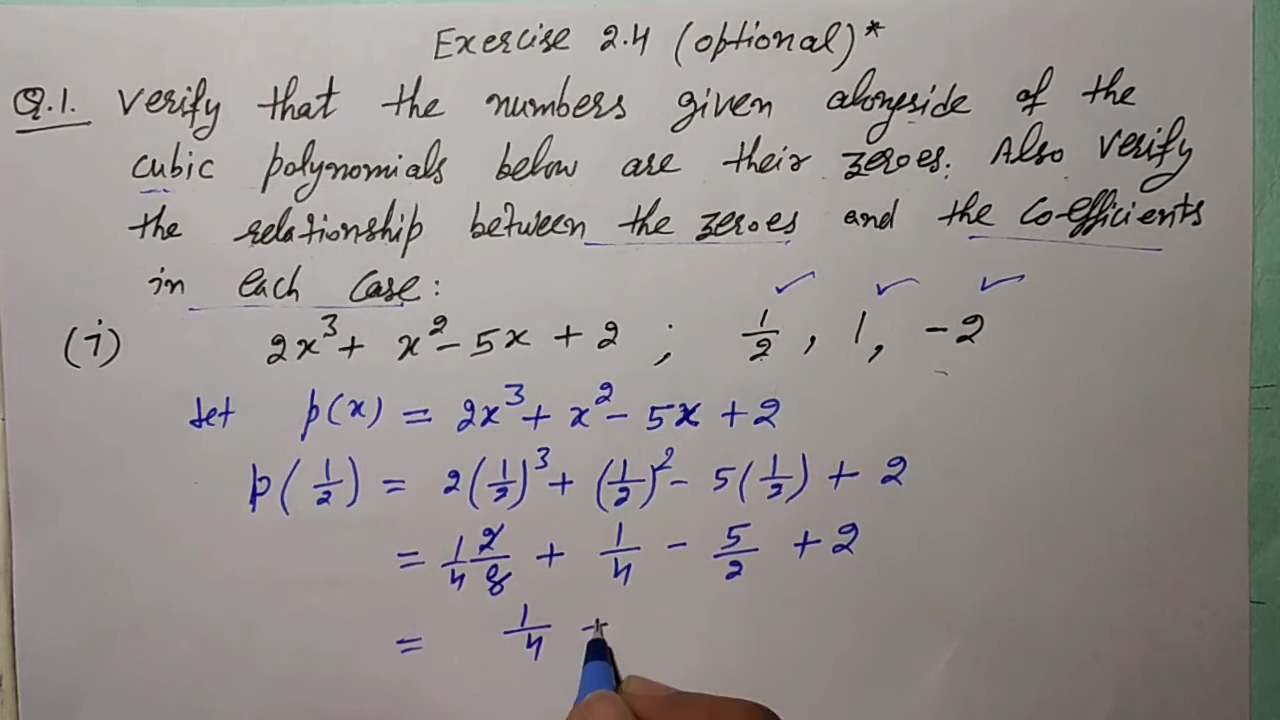 Exercise 2.4 (optional)*
Q.1. Verify that the numbers given alongside of the
cubic polynomials below are their zeroes. Also verify
the relationship between the zeroes and the co-efficients
in each case:
(i) 2x³ + x² - 5x + 2 ; 1/2 , 1, -2
Let p(x) = 2x³ + x² - 5x + 2
p(1/2) = 2(1/2)³ + (1/2)² - 5(1/2) + 2
= 1/4 2/8 + 1/4 - 5/2 + 2
= 1/4 +